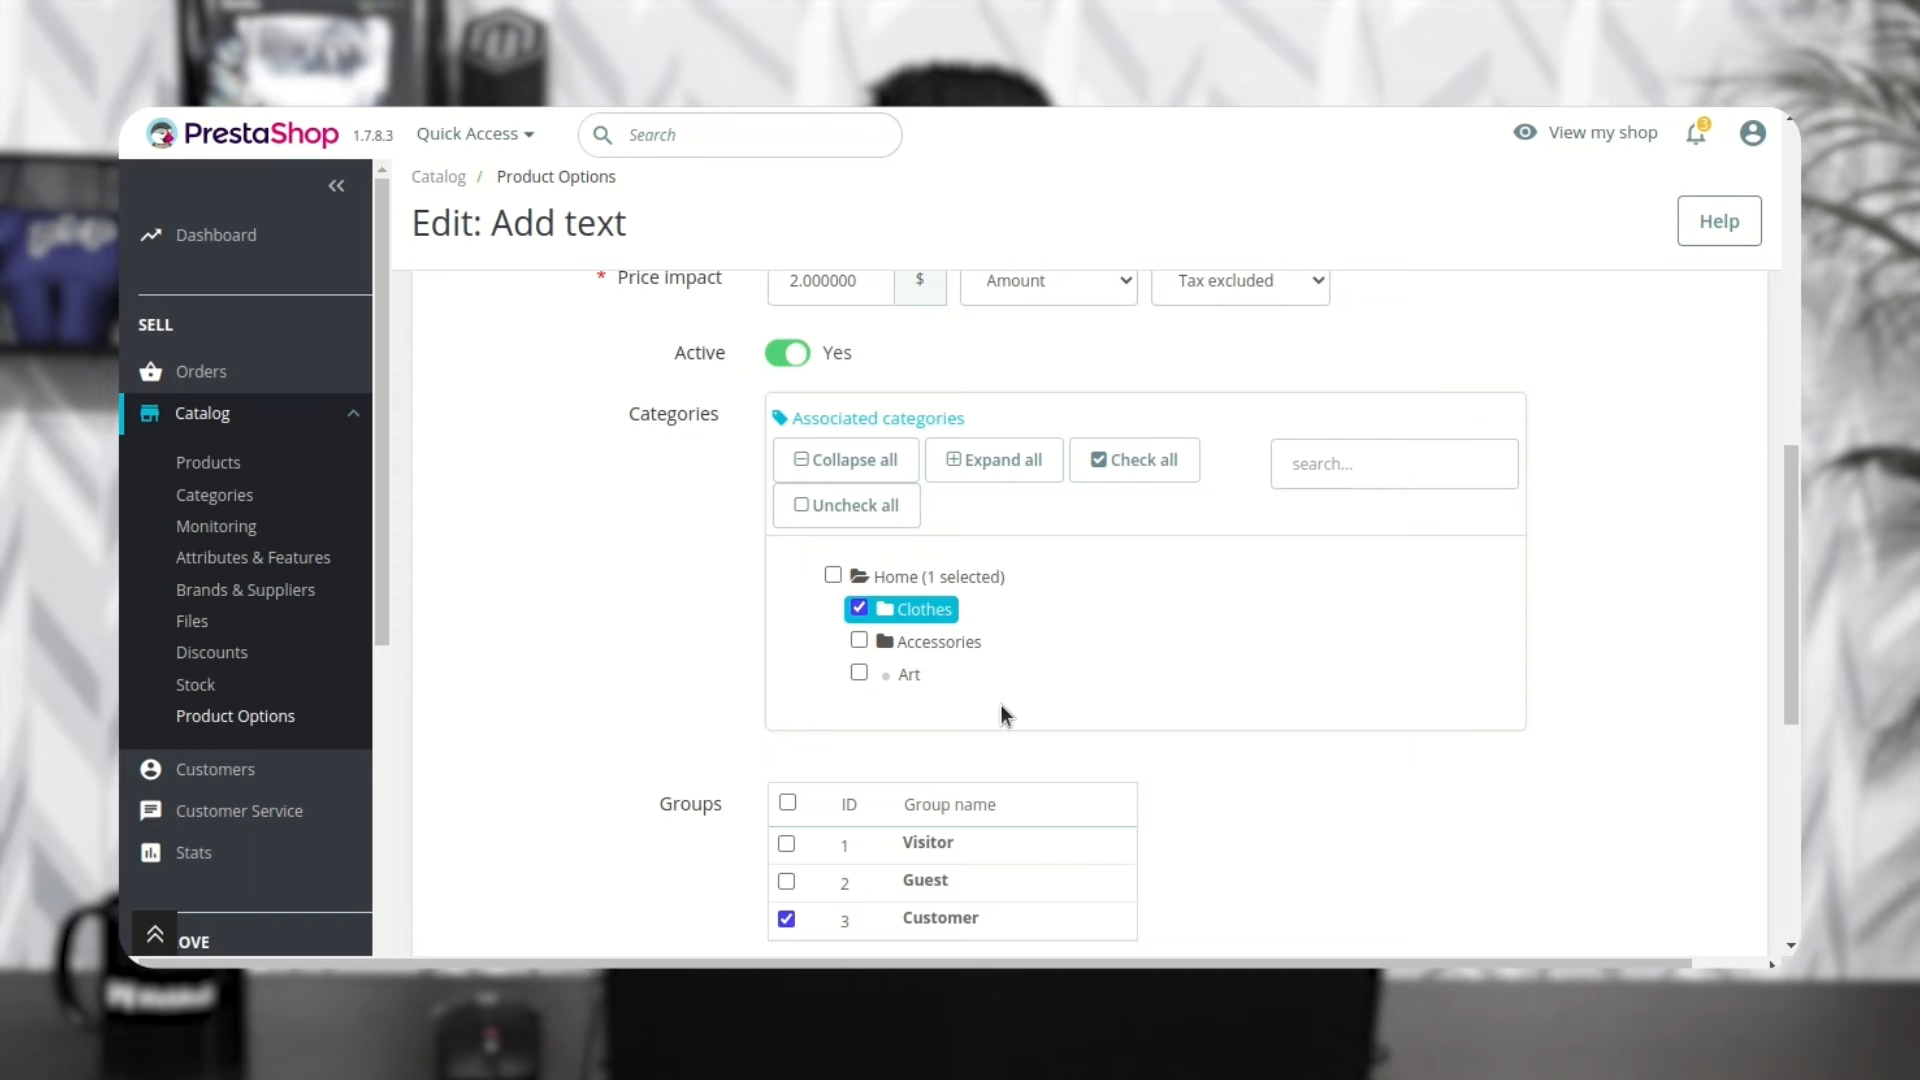 PrestaShop 1.7.8.3 Quick Access Search View my shop 3
Catalog / Product Options
Edit: Add text
Help
Dashboard
SELL
Orders
Catalog
Products
Categories
Monitoring
Attributes & Features
Brands & Suppliers
Files
Discounts
Stock
Product Options
Customers
Customer Service
Stats
OVE
* Price impact 2.000000 $ Amount Tax excluded
Active Yes
Categories
Associated categories
Collapse all Expand all Check all search...
Uncheck all
Home (1 selected)
Clothes
Accessories
Art
Groups
ID Group name
1 Visitor
2 Guest
3 Customer